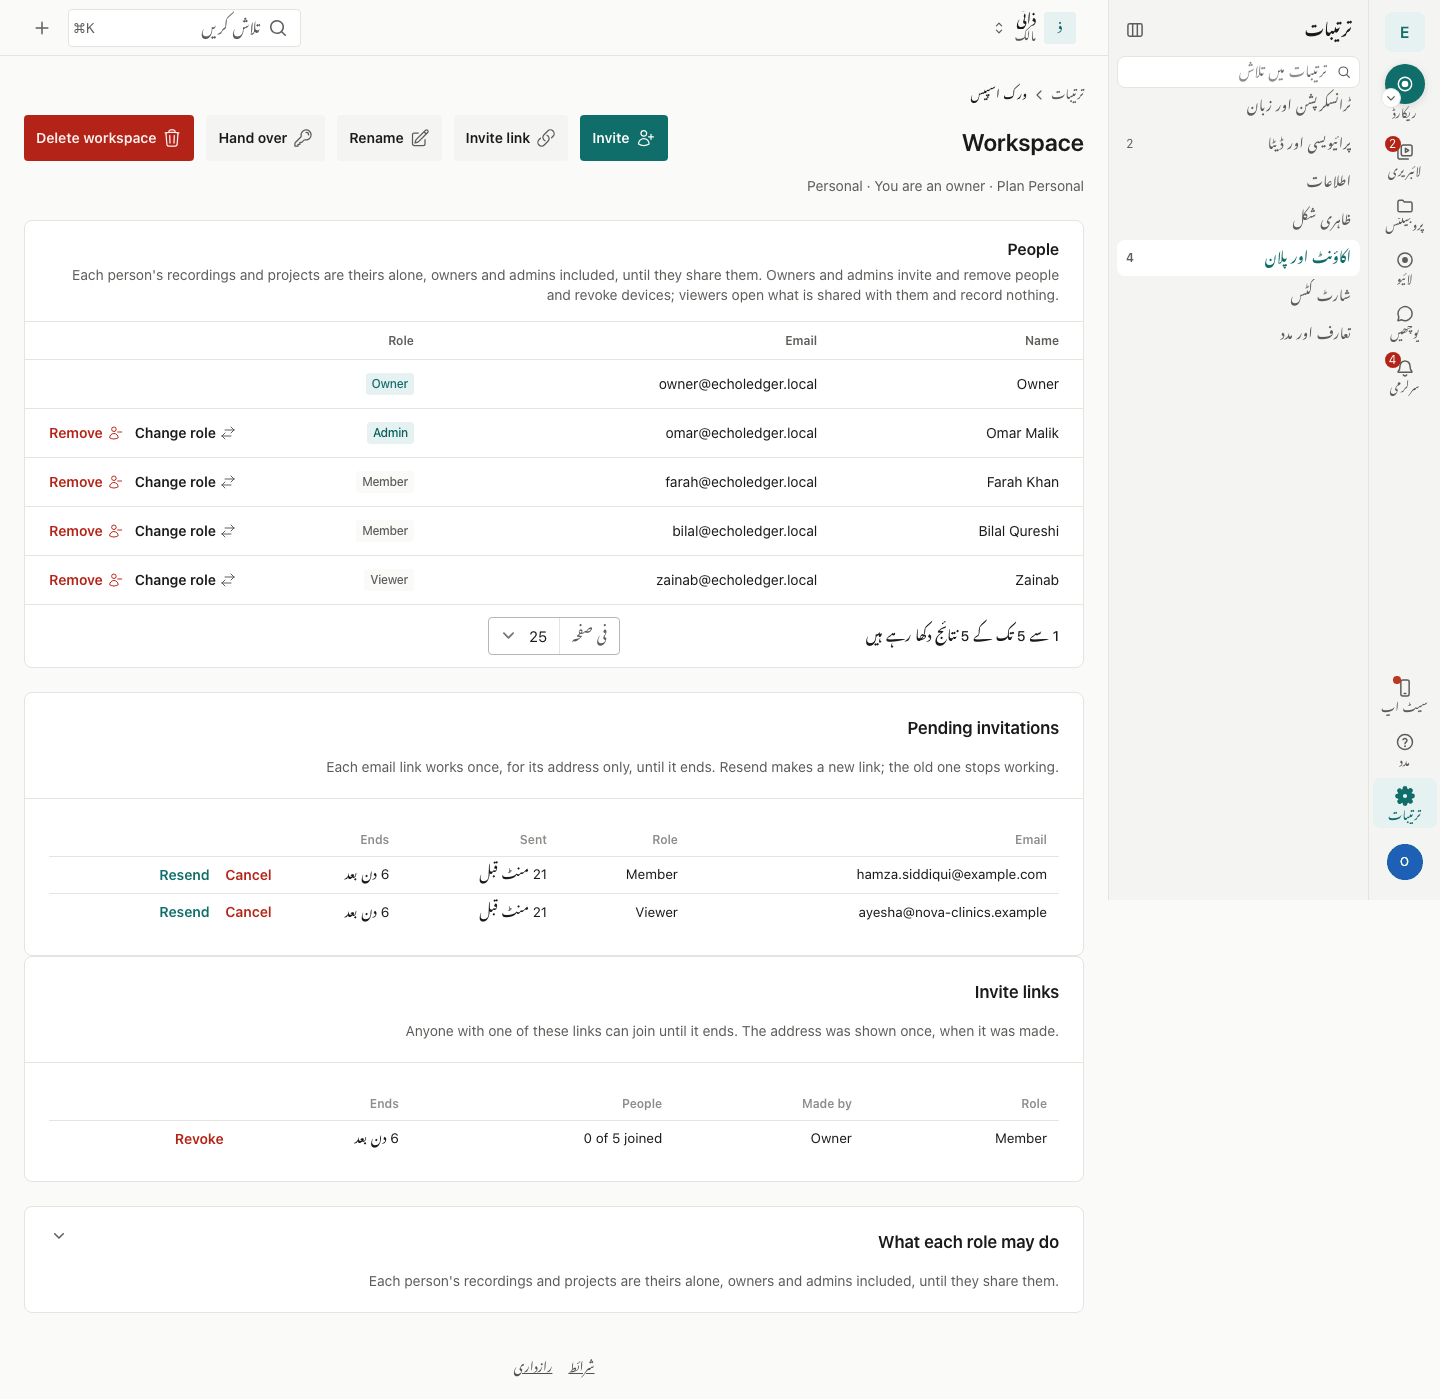 E
ریکارڈ
2
لائبریری
پروجیکٹس
لائیو
پوچھیں
4
سرگرمی
سیٹ اپ
مدد
ترتیبات
O
ترتیبات
ترتیبات میں تلاش
ٹرانسکرپشن اور زبان
پرائیویسی اور ڈیٹا 2
اطلاعات
ظاہری شکل
اکاؤنٹ اور پلان 4
شارٹ کٹس
تعارف اور مدد
ذ
ذاتی
مالک
تلاش کریں ⌘K
ترتیبات
ورک اسپیس
Workspace
Invite
Invite link
Rename
Hand over
Delete workspace
Personal · You are an owner · Plan Personal
People
Each person's recordings and projects are theirs alone, owners and admins included, until they share them. Owners and admins invite and remove people
and revoke devices; viewers open what is shared with them and record nothing.
Name Email Role
Owner owner@echoledger.local Owner
Omar Malik omar@echoledger.local Admin Change role Remove
Farah Khan farah@echoledger.local Member Change role Remove
Bilal Qureshi bilal@echoledger.local Member Change role Remove
Zainab zainab@echoledger.local Viewer Change role Remove
1 سے 5 تک کے 5 نتائج دکھا رہے ہیں
فی صفحہ 25
Pending invitations
Each email link works once, for its address only, until it ends. Resend makes a new link; the old one stops working.
Email Role Sent Ends
hamza.siddiqui@example.com Member 21 منٹ قبل 6 دن بعد Cancel Resend
ayesha@nova-clinics.example Viewer 21 منٹ قبل 6 دن بعد Cancel Resend
Invite links
Anyone with one of these links can join until it ends. The address was shown once, when it was made.
Role Made by People Ends
Member Owner 0 of 5 joined 6 دن بعد Revoke
What each role may do
Each person's recordings and projects are theirs alone, owners and admins included, until they share them.
شرائط رازداری